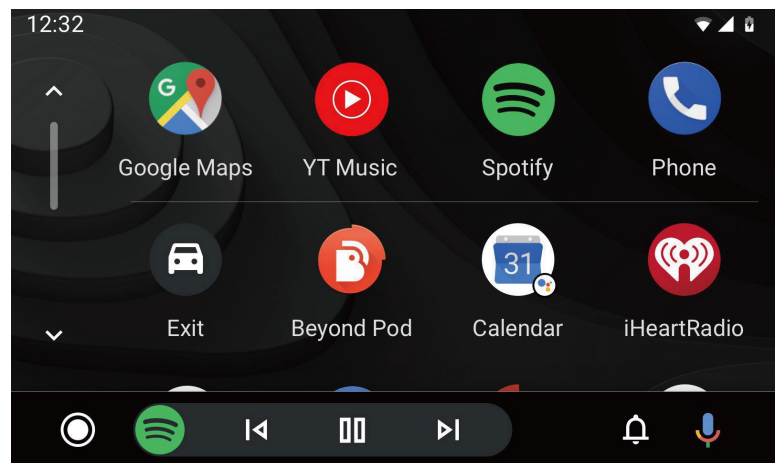 12:32
G
Google Maps YT Music Spotify Phone
31
Exit Beyond Pod Calendar iHeartRadio